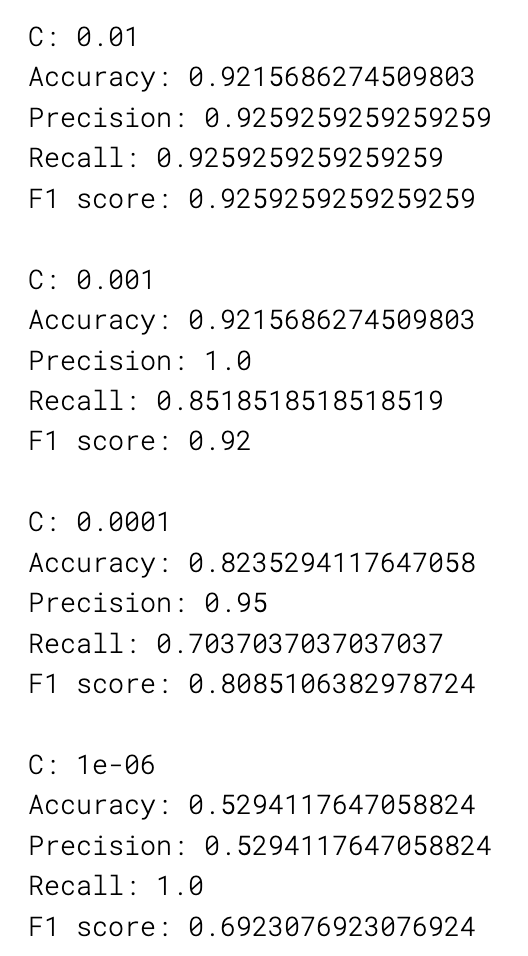 C: 0.01
Accuracy: 0.9215686274509803
Precision: 0.9259259259259259
Recall: 0.9259259259259259
F1 score: 0.9259259259259259
C: 0.001
Accuracy: 0.9215686274509803
Precision: 1.0
Recall: 0.8518518518518519
F1 score: 0.92
C: 0.0001
Accuracy: 0.8235294117647058
Precision: 0.95
Recall: 0.7037037037037037
F1 score: 0.8085106382978724
C: 1e-06
Accuracy: 0.5294117647058824
Precision: 0.5294117647058824
Recall: 1.0
F1 score: 0.6923076923076924